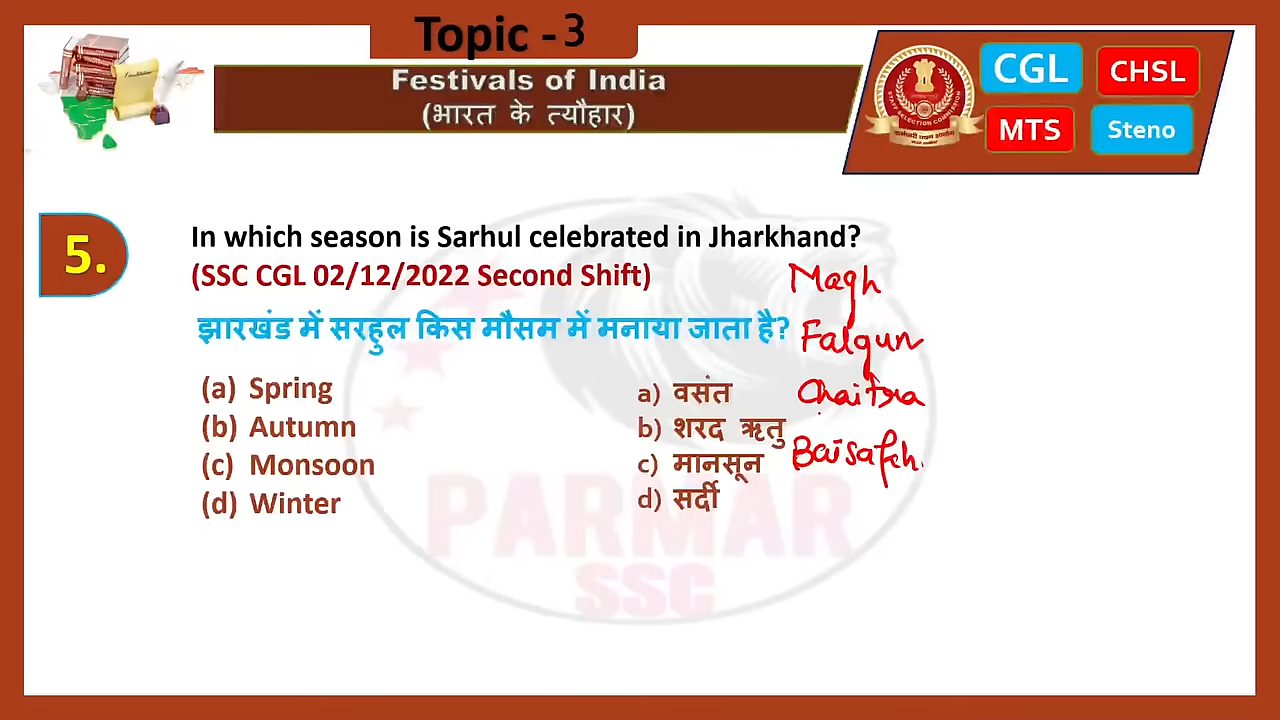 Topic - 3
Festivals of India
(भारत के त्यौहार)
CGL
CHSL
MTS
Steno
5.
In which season is Sarhul celebrated in Jharkhand?
(SSC CGL 02/12/2022 Second Shift)
झारखंड में सरहुल किस मौसम में मनाया जाता है?
(a) Spring
(b) Autumn
(c) Monsoon
(d) Winter
a) वसंत
b) शरद ऋतु
c) मानसून
d) सर्दी
Magh
Falgun
Chaitra
Baisakh.
PARMAR
SSC